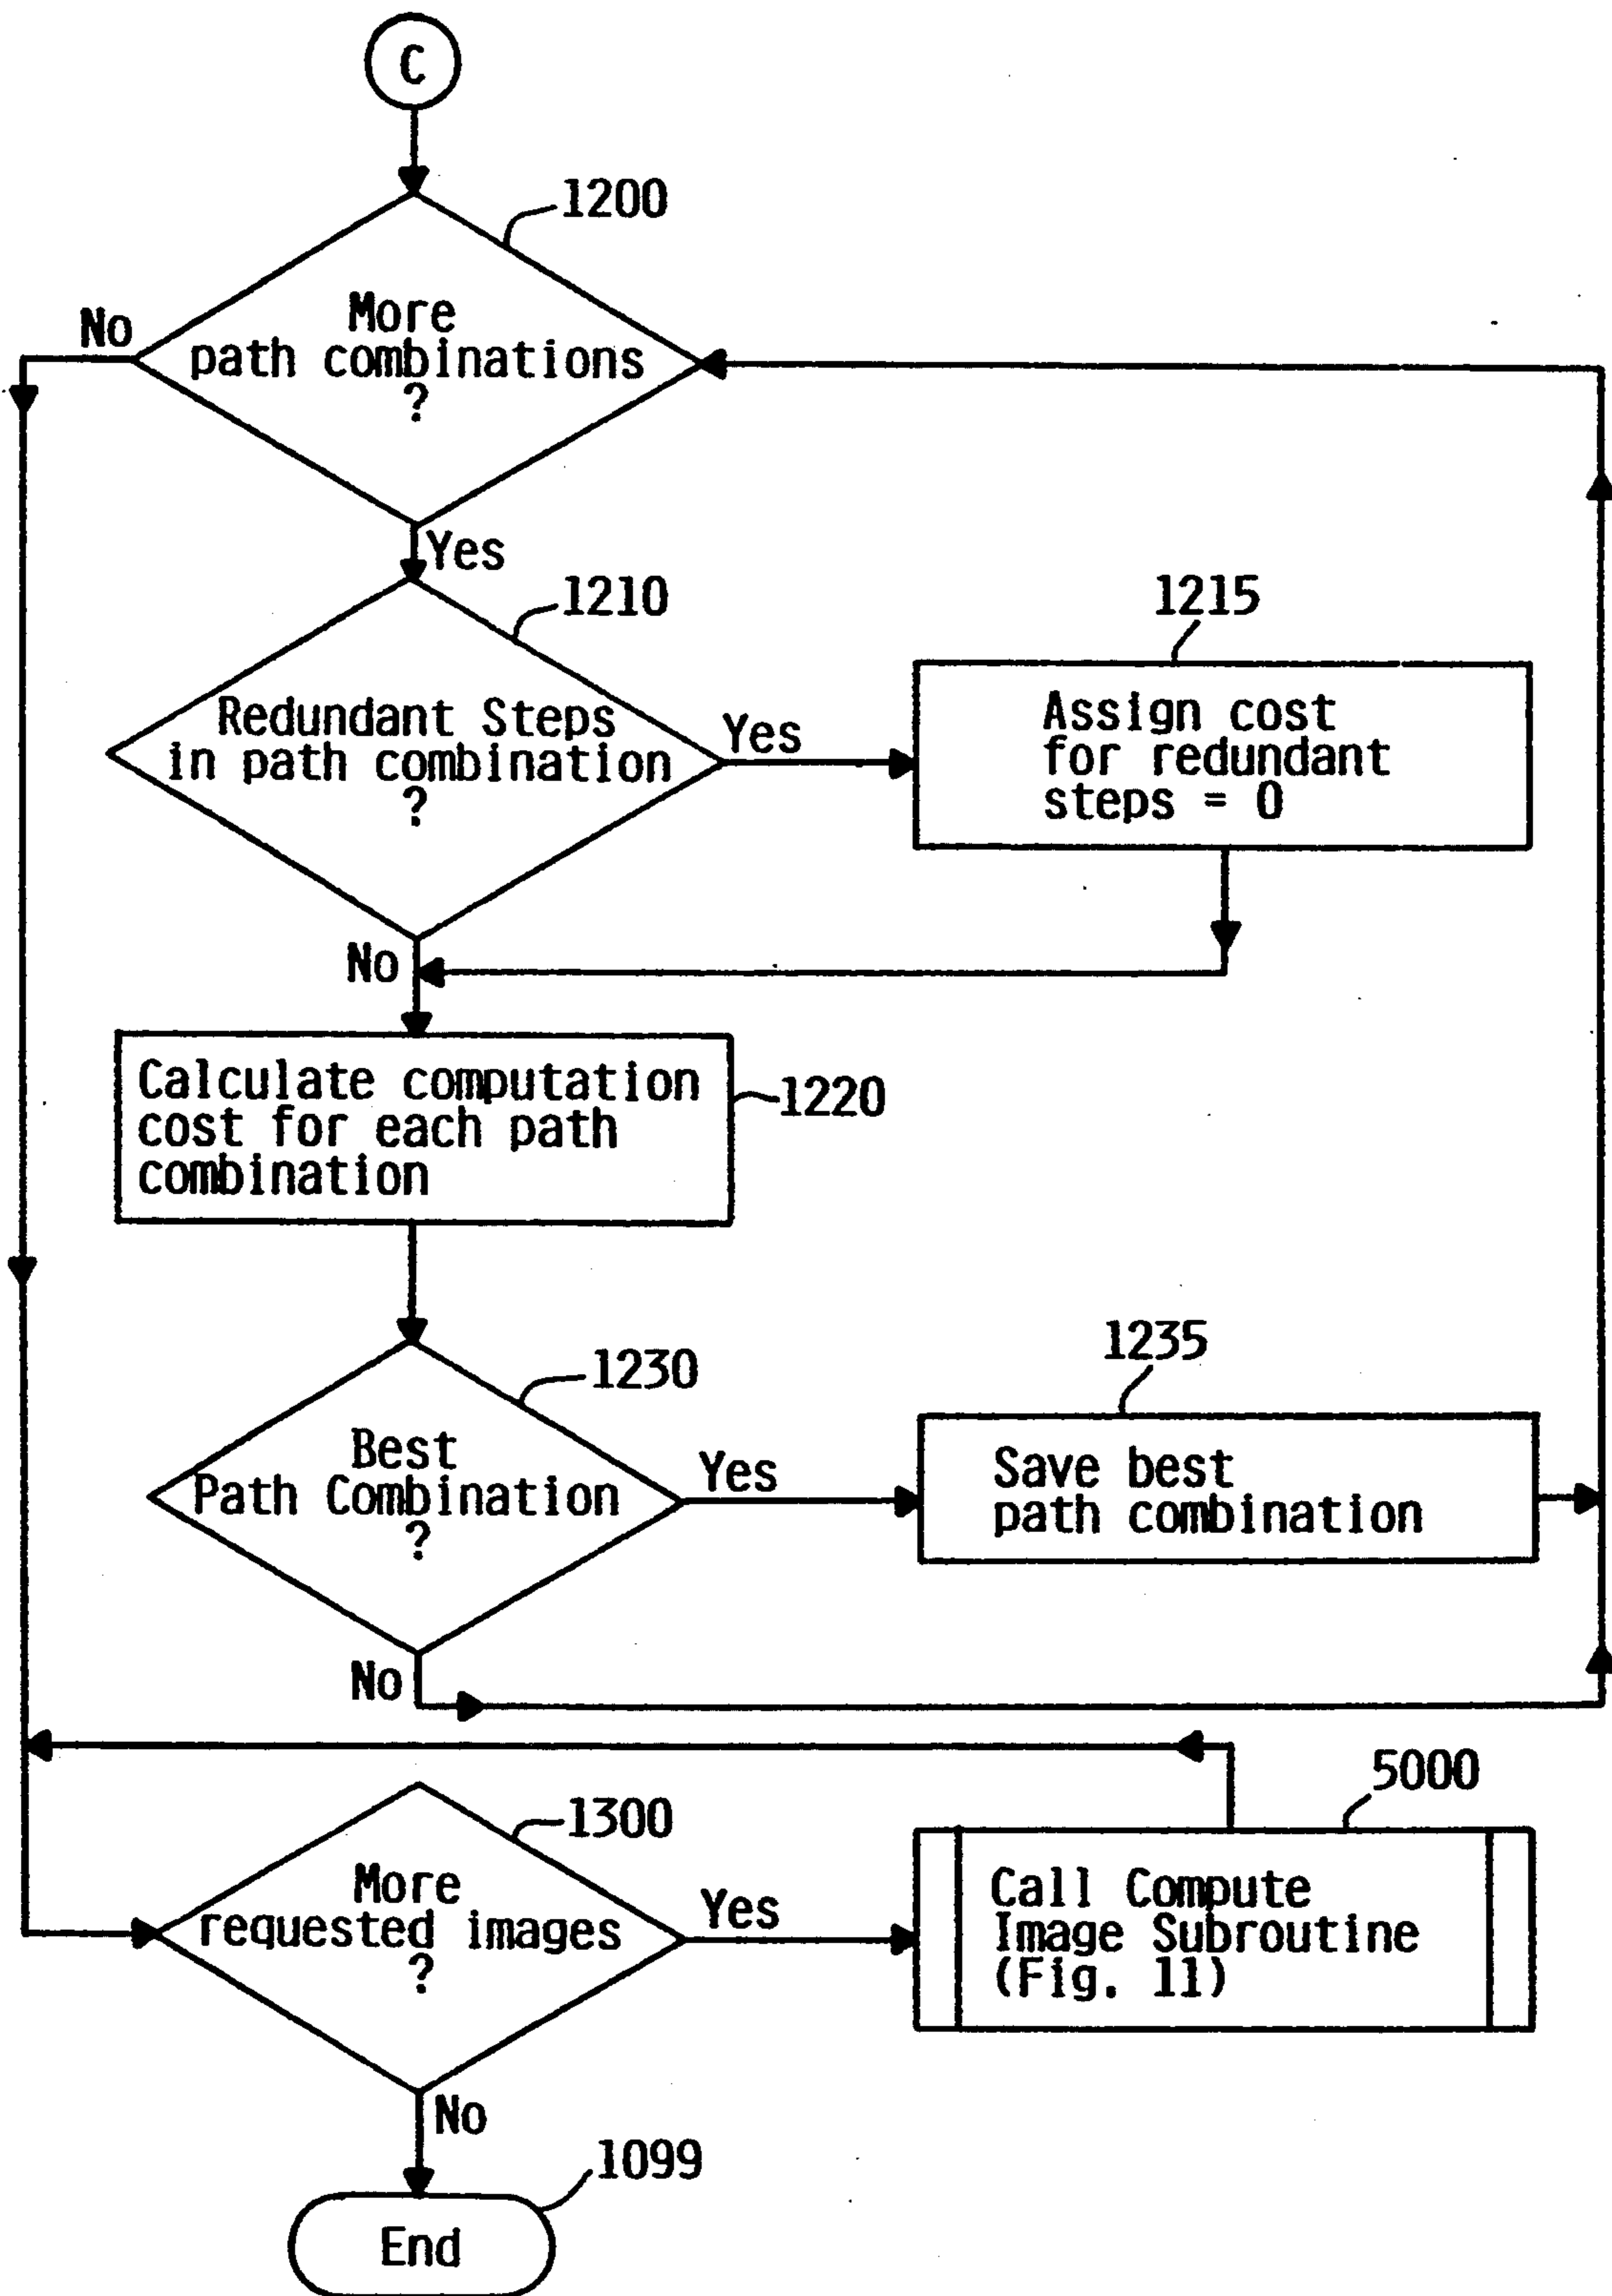 C
1200
No
More
path combinations
?
Yes
1210
1215
Redundant Steps
in path combination
?
Yes
Assign cost
for redundant
steps = 0
No
Calculate computation
cost for each path
combination
1220
1230
1235
Best
Path Combination
?
Yes
Save best
path combination
No
5000
1300
More
requested images
?
Yes
Call Compute
Image Subroutine
(Fig. 11)
No
1099
End